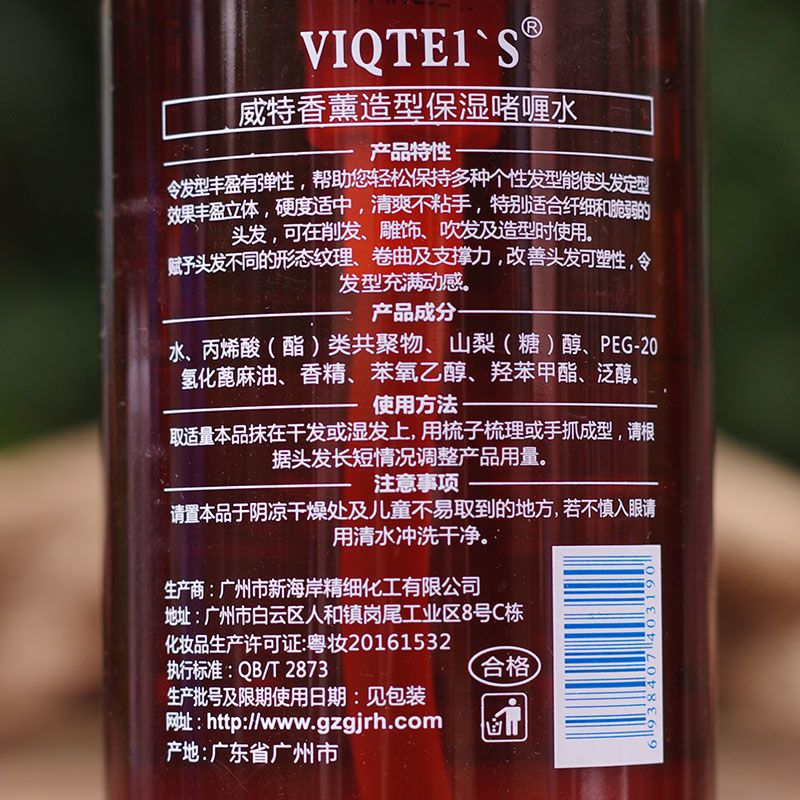 VIQTE1`S®
威特香薰造型保湿啫喱水
产品特性
令发型丰盈有弹性，帮助您轻松保持多种个性发型能使头发定型
效果丰盈立体，硬度适中，清爽不粘手，特别适合纤细和脆弱的
头发，可在削发、雕饰、吹发及造型时使用。
赋予头发不同的形态纹理、卷曲及支撑力，改善头发可塑性，令
发型充满动感。
产品成分
水、丙烯酸（酯）类共聚物、山梨（糖）醇、PEG-20
氢化蓖麻油、香精、苯氧乙醇、羟苯甲酯、泛醇。
使用方法
取适量本品抹在干发或湿发上，用梳子梳理或手抓成型，请根
据头发长短情况调整产品用量。
注意事项
请置本品于阴凉干燥处及儿童不易取到的地方，若不慎入眼请
用清水冲洗干净。
生产商：广州市新海岸精细化工有限公司
地址：广州市白云区人和镇岗尾工业区8号C栋
化妆品生产许可证：粤妆20161532
执行标准：QB/T 2873
生产批号及限期使用日期：见包装
网址：http://www.gzgjrh.com
产地：广东省广州市
合格
6938407403190